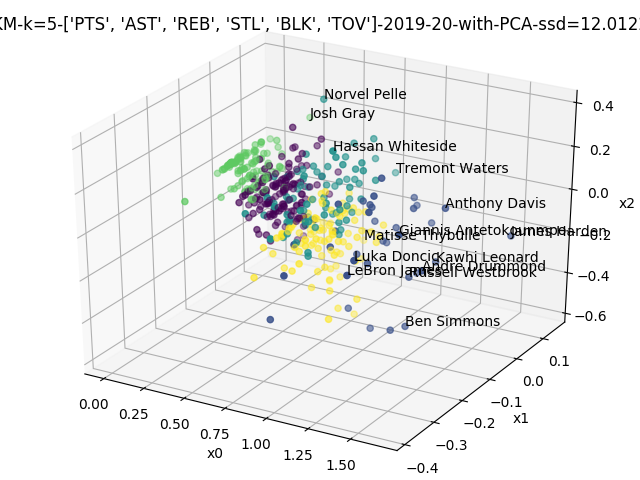 KM-k=5-['PTS', 'AST', 'REB', 'STL', 'BLK', 'TOV']-2019-20-with-PCA-ssd=12.012
Norvel Pelle
Josh Gray
Hassan Whiteside
Tremont Waters
Anthony Davis
Giannis Antetokounmpo
James Harden
Matisse Thybulle
Luka Doncic
Kawhi Leonard
Andre Drummond
LeBron James
Russell Westbrook
Ben Simmons
0.4
0.2
0.0
x2
−0.2
−0.4
−0.6
0.1
0.0
−0.1
−0.2
x1
−0.3
−0.4
0.00
0.25
0.50
0.75
1.00
1.25
1.50
x0